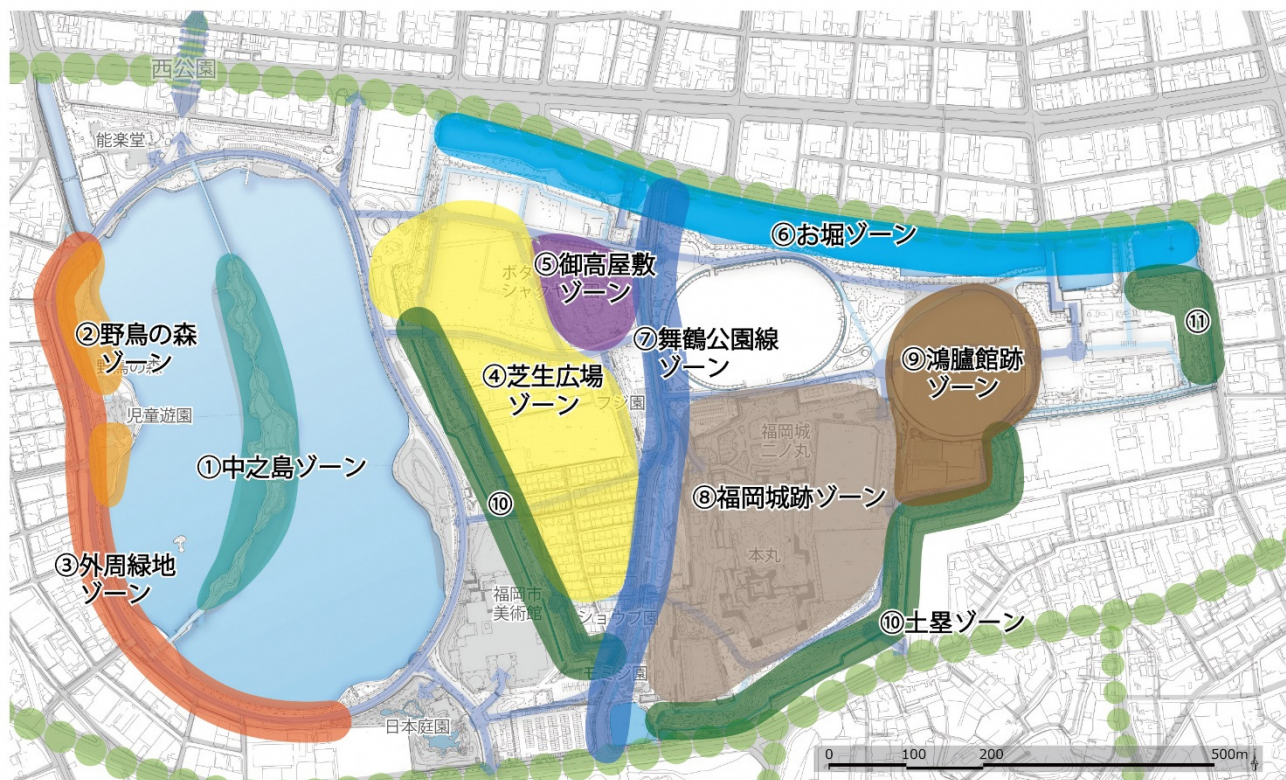 西公園
能楽堂
⑥お堀ゾーン
⑤御高屋敷
ゾーン
⑪
②野鳥の森
ゾーン
⑦舞鶴公園線
ゾーン
⑨鴻臚館跡
ゾーン
④芝生広場
ゾーン
フジ園
児童遊園
福岡城
二ノ丸
①中之島ゾーン
⑧福岡城跡ゾーン
⑩
本丸
③外周緑地
ゾーン
福岡市
美術館
ショウブ園
⑩土塁ゾーン
モミジ園
日本庭園
0 100 200 500m